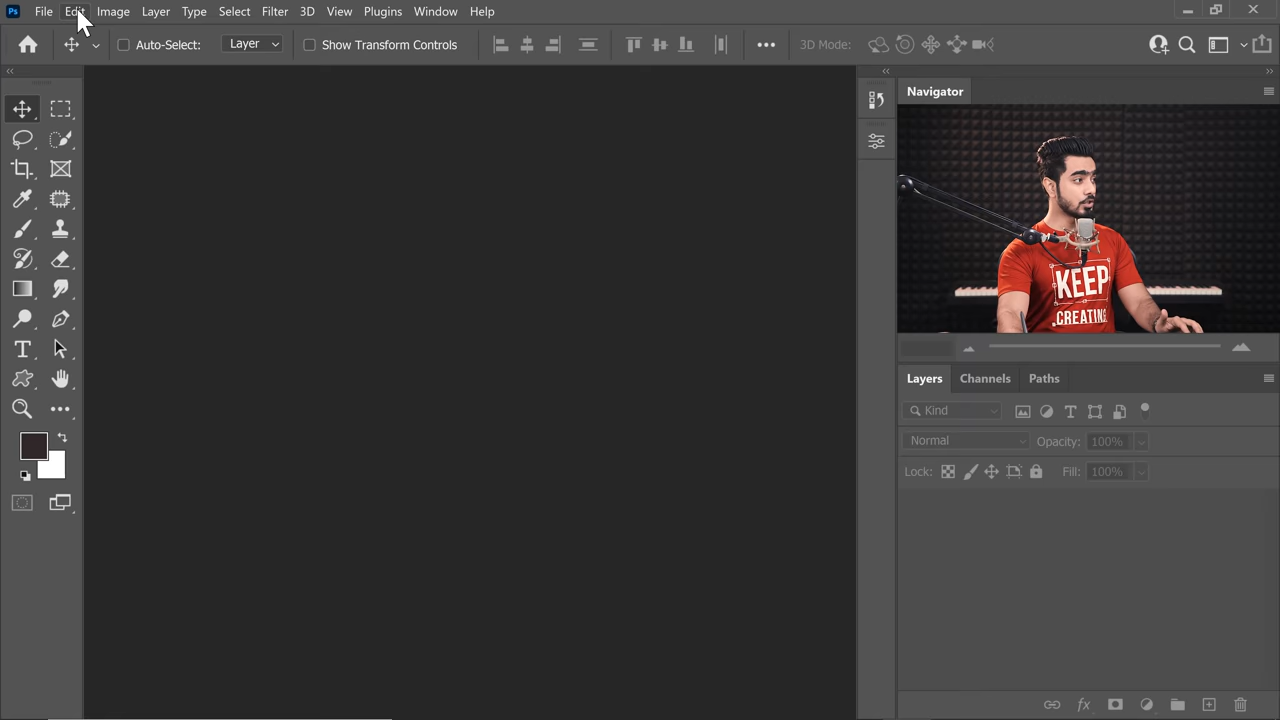 Ps File Edit Image Layer Type Select Filter 3D View Plugins Window Help
Auto-Select: Layer Show Transform Controls 3D Mode:
Navigator
KEEP
.CREATING.
Layers Channels Paths
Kind
Normal Opacity: 100%
Lock: Fill: 100%